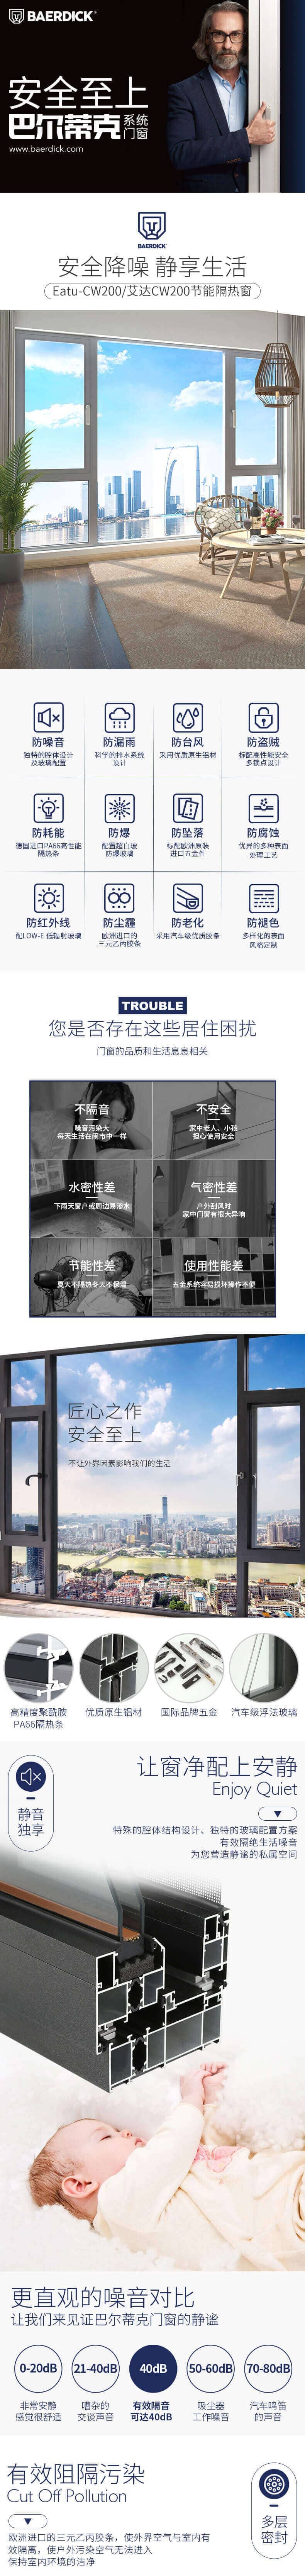 BAERDICK®
安全至上
巴尔蒂克系统门窗
www.baerdick.com
BAERDICK
安全降噪 静享生活
Eatu-CW200/艾达CW200节能隔热窗
防噪音
独特的腔体设计
及玻璃配置
防漏雨
科学的排水系统
设计
防台风
采用优质原生铝材
防盗贼
标配高性能安全
多锁点设计
防耗能
德国进口PA66高性能
隔热条
防爆
配置超白玻
防爆玻璃
防坠落
标配欧洲原装
进口五金件
防腐蚀
优异的多种表面
处理工艺
防红外线
配LOW-E 低辐射玻璃
防尘霾
欧洲进口的
三元乙丙胶条
防老化
采用汽车级优质胶条
防褪色
多样化的表面
风格定制
TROUBLE
您是否存在这些居住困扰
门窗的品质和生活息息相关
不隔音
噪音污染大
每天生活在闹市中一样
不安全
家中老人、小孩
担心使用安全
水密性差
下雨天窗户或周边易渗水
气密性差
户外刮风时
家中门窗有很大异响
节能性差
夏天不隔热冬天不保温
使用性能差
五金系统容易损坏操作不便
匠心之作
安全至上
不让外界因素影响我们的生活
高精度聚酰胺
PA66隔热条
优质原生铝材
国际品牌五金
汽车级浮法玻璃
静音
独享
让窗净配上安静
Enjoy Quiet
特殊的腔体结构设计、独特的玻璃配置方案
有效隔绝生活噪音
为您营造静谧的私属空间
更直观的噪音对比
让我们来见证巴尔蒂克门窗的静谧
0-20dB
非常安静
感觉很舒适
21-40dB
嘈杂的
交谈声音
40dB
有效隔音
可达40dB
50-60dB
吸尘器
工作噪音
70-80dB
汽车鸣笛
的声音
有效阻隔污染
Cut Off Pollution
欧洲进口的三元乙丙胶条，使外界空气与室内有
效隔离，使户外污染空气无法进入
保持室内环境的洁净
多层
密封